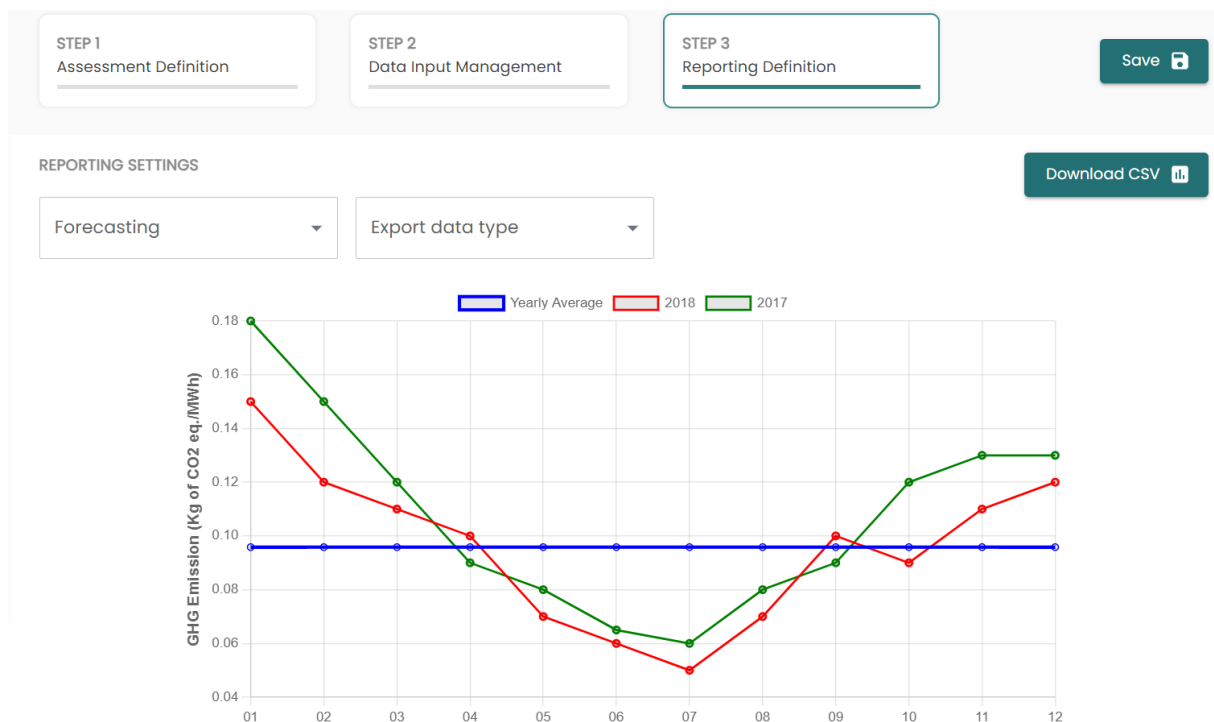 STEP 1
Assessment Definition
STEP 2
Data Input Management
STEP 3
Reporting Definition
Save
REPORTING SETTINGS
Download CSV
Forecasting
Export data type
Yearly Average
2018
2017
GHG Emission (Kg of CO2 eq./MWh)
0.18
0.16
0.14
0.12
0.10
0.08
0.06
0.04
01 02 03 04 05 06 07 08 09 10 11 12